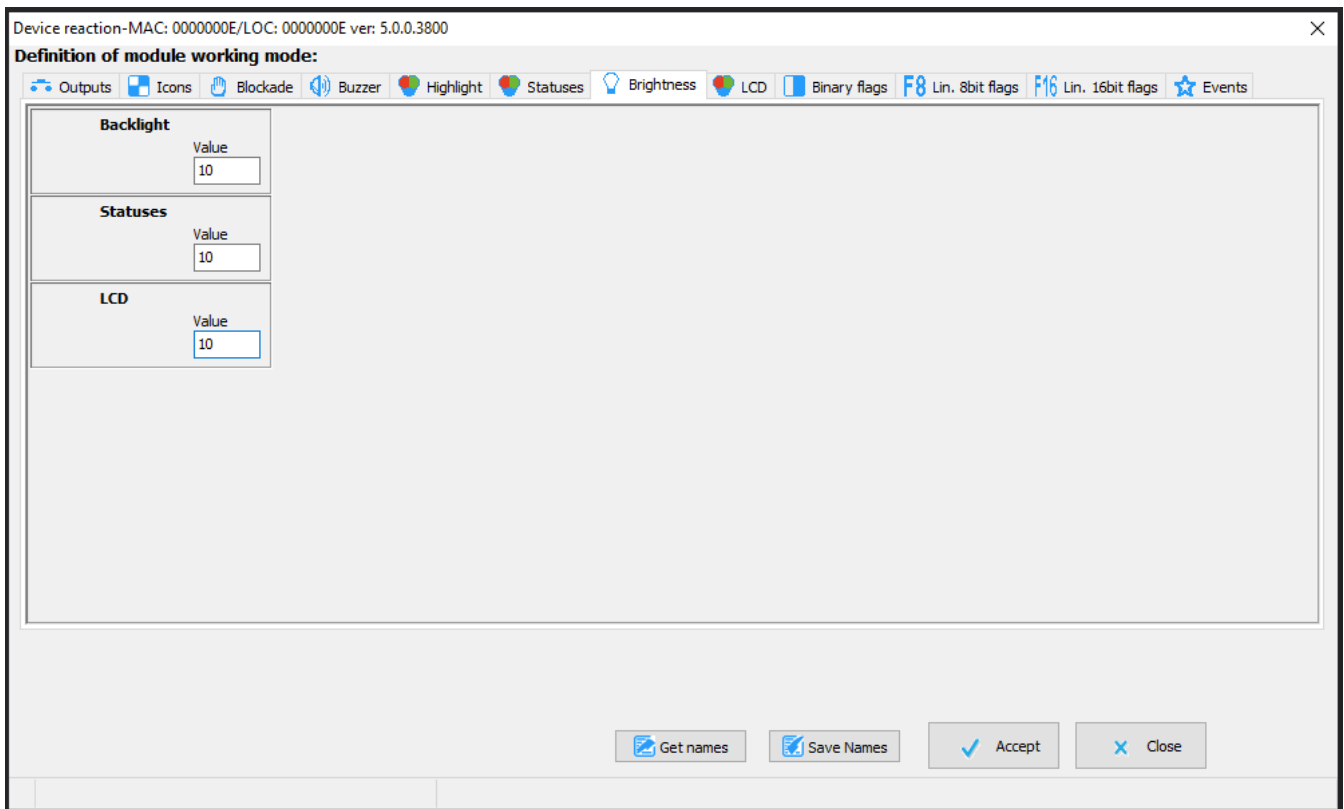 Device reaction-MAC: 0000000E/LOC: 0000000E ver: 5.0.0.3800
Definition of module working mode:
Outputs Icons Blockade Buzzer Highlight Statuses Brightness LCD Binary flags F8 Lin. 8bit flags F16 Lin. 16bit flags Events
Backlight
Value
10
Statuses
Value
10
LCD
Value
10
Get names Save Names Accept Close